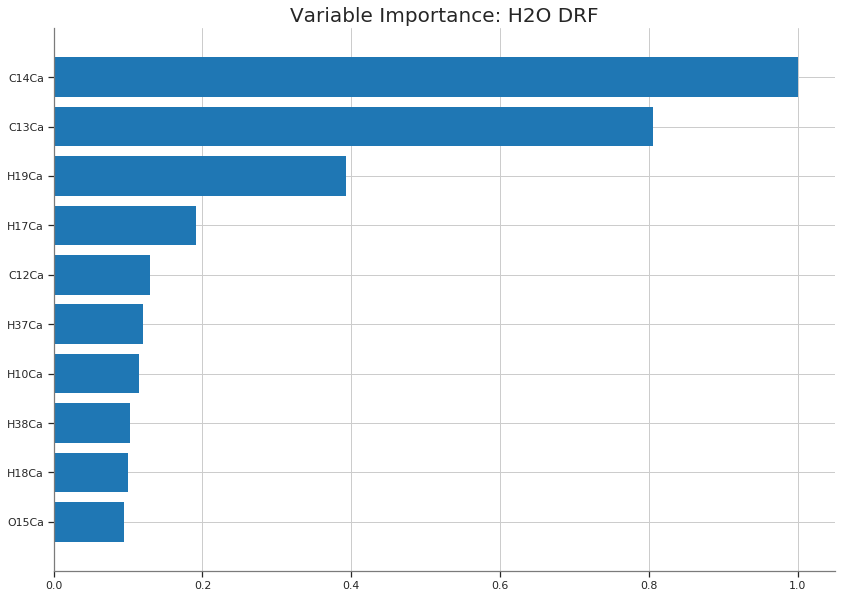 Variable Importance: H2O DRF
C14Ca
C13Ca
H19Ca
H17Ca
C12Ca
H37Ca
H10Ca
H38Ca
H18Ca
O15Ca
0.0 0.2 0.4 0.6 0.8 1.0